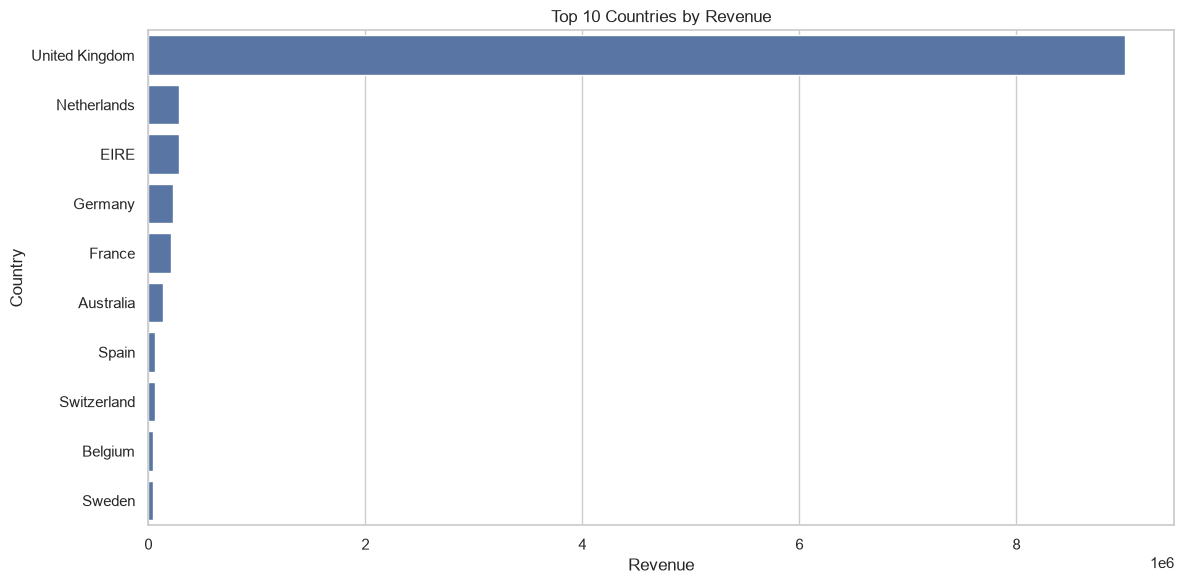 Top 10 Countries by Revenue
United Kingdom
Netherlands
EIRE
Germany
France
Australia
Spain
Switzerland
Belgium
Sweden
Country
0 2 4 6 8
1e6
Revenue